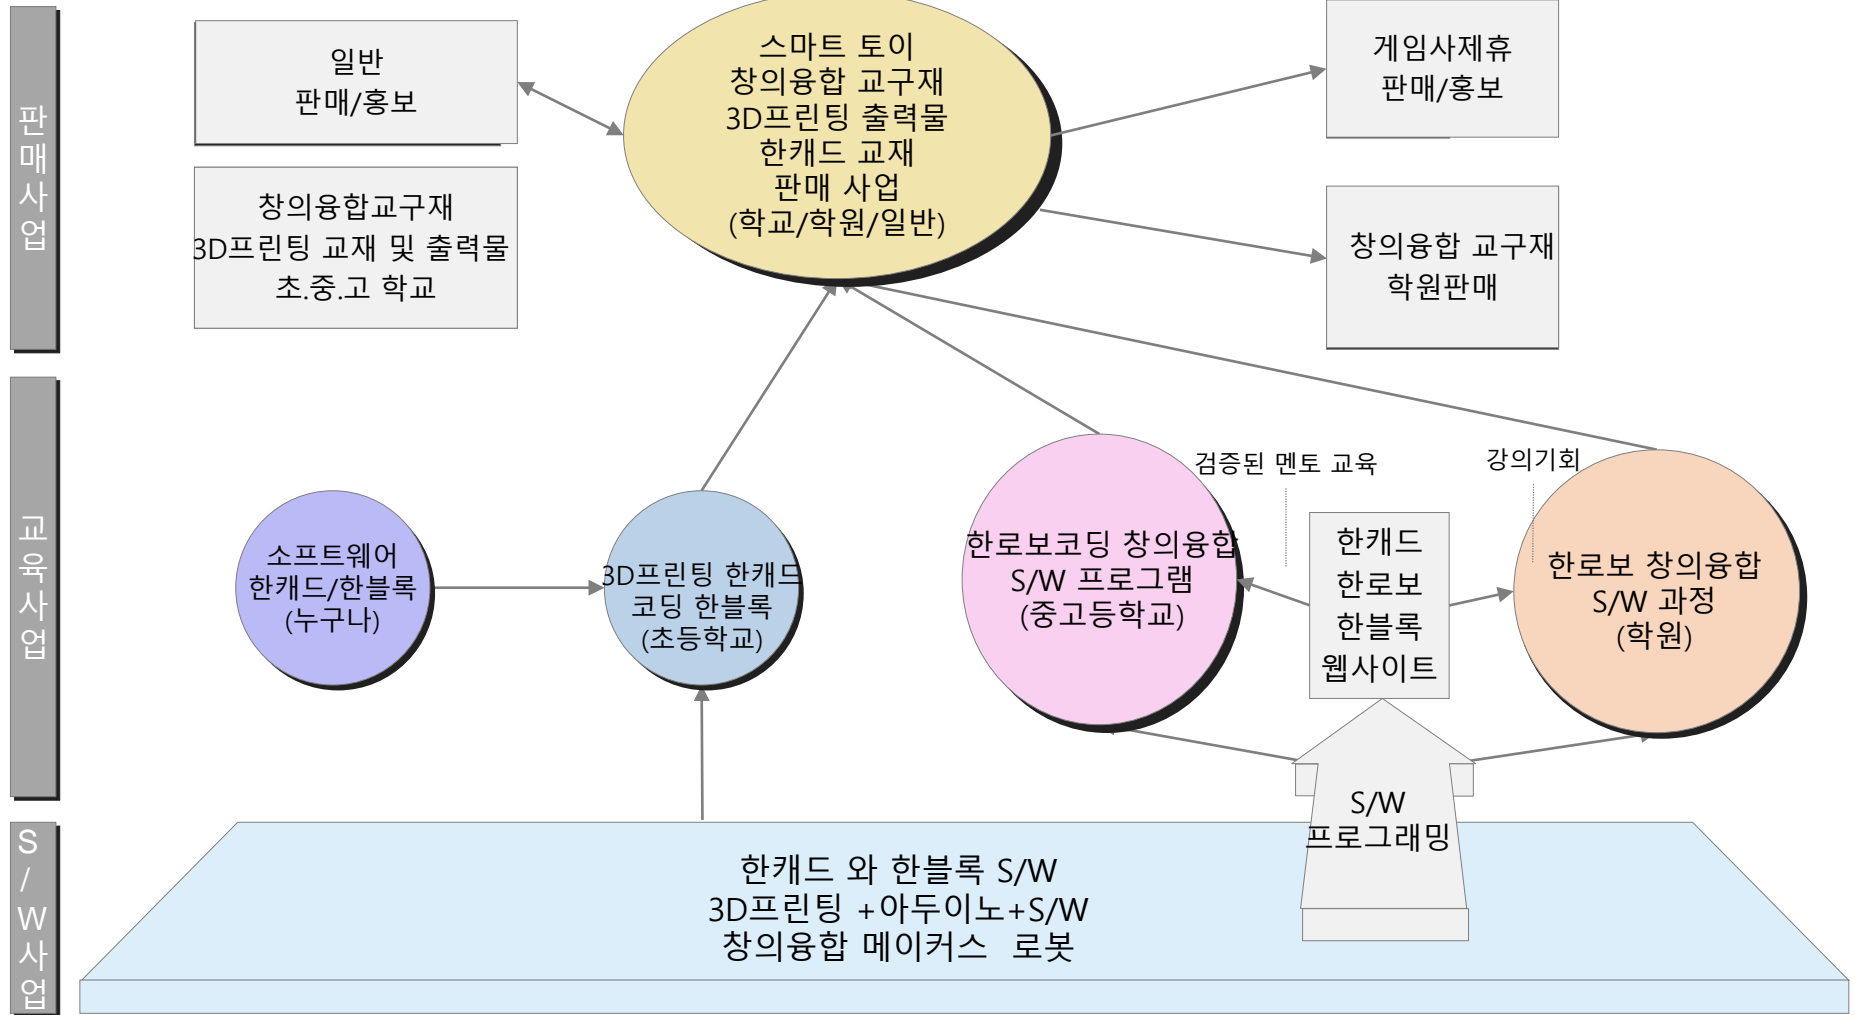 판매사업
일반
판매/홍보
창의융합교구재
3D프린팅 교재 및 출력물
초.중.고 학교
스마트 토이
창의융합 교구재
3D프린팅 출력물
한캐드 교재
판매 사업
(학교/학원/일반)
게임사제휴
판매/홍보
창의융합 교구재
학원판매
교육사업
소프트웨어
한캐드/한블록
(누구나)
3D프린팅 한캐드
코딩 한블록
(초등학교)
한로보코딩 창의융합
S/W 프로그램
(중고등학교)
검증된 멘토 교육
한캐드
한로보
한블록
웹사이트
강의기회
한로보 창의융합
S/W 과정
(학원)
S/W
프로그래밍
S/W사업
한캐드 와 한블록 S/W
3D프린팅 +아두이노+S/W
창의융합 메이커스 로봇